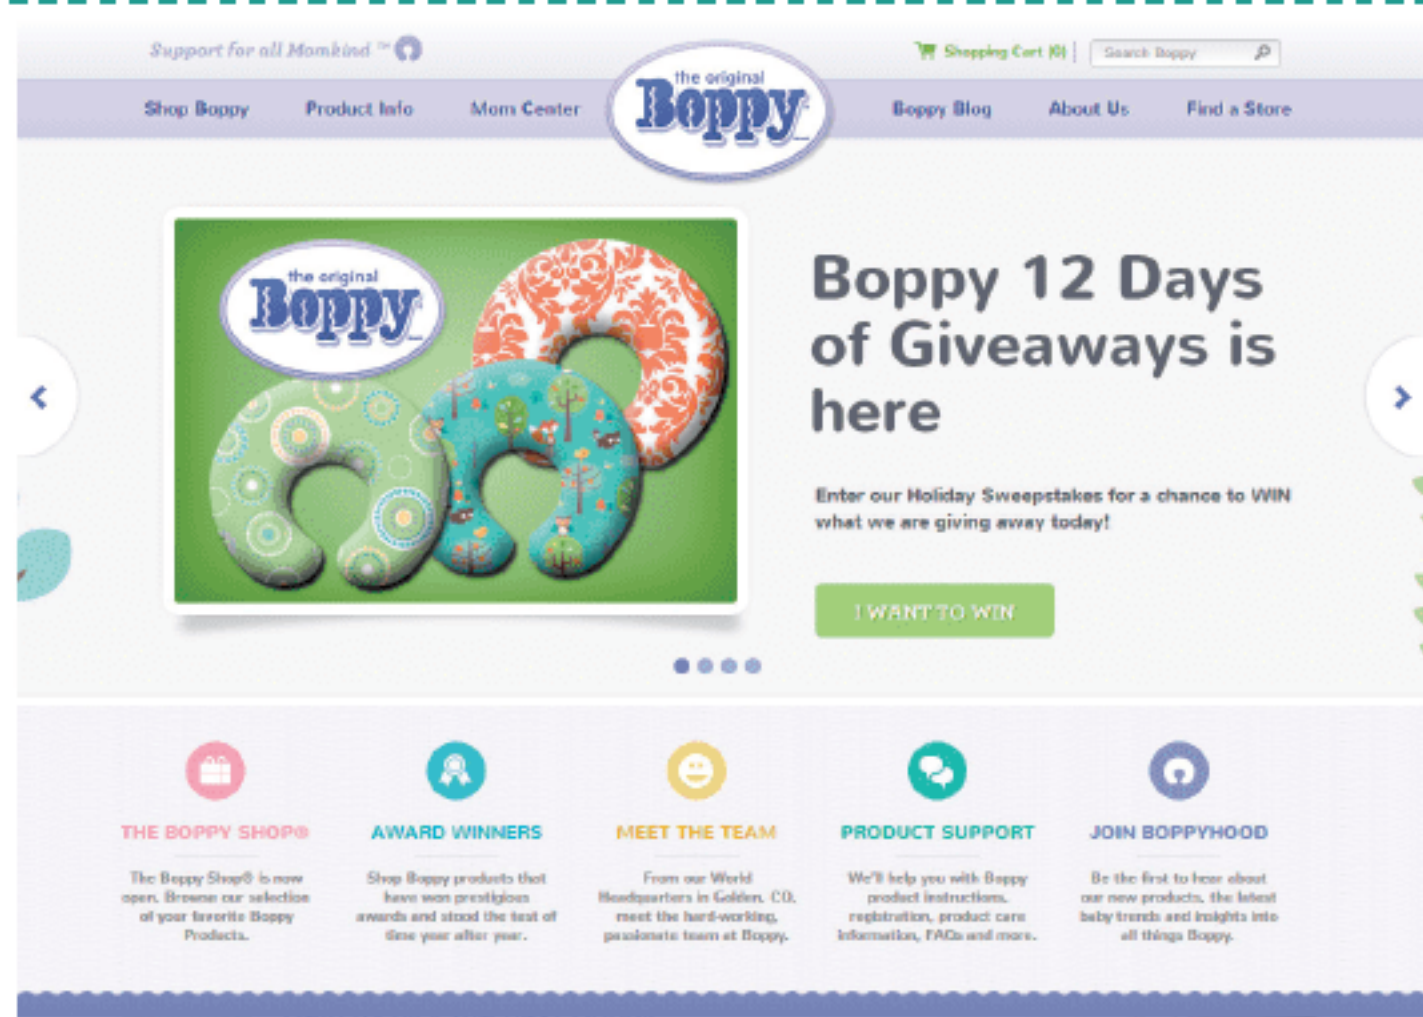 Support for all Momkind ™
Shopping Cart (0)
Search Boppy
Shop Boppy
Product Info
Mom Center
the original
Boppy
Boppy Blog
About Us
Find a Store
the original
Boppy
Boppy 12 Days
of Giveaways is
here
Enter our Holiday Sweepstakes for a chance to WIN
what we are giving away today!
I WANT TO WIN
THE BOPPY SHOP®
The Boppy Shop® is now
open. Browse our selection
of your favorite Boppy
Products.
AWARD WINNERS
Shop Boppy products that
have won prestigious
awards and stood the test of
time year after year.
MEET THE TEAM
From our World
Headquarters in Golden, CO,
meet the hard-working,
passionate team at Boppy.
PRODUCT SUPPORT
We'll help you with Boppy
product instructions,
registration, product care
information, FAQs and more.
JOIN BOPPYHOOD
Be the first to hear about
our new products, the latest
baby trends and insights into
all things Boppy.